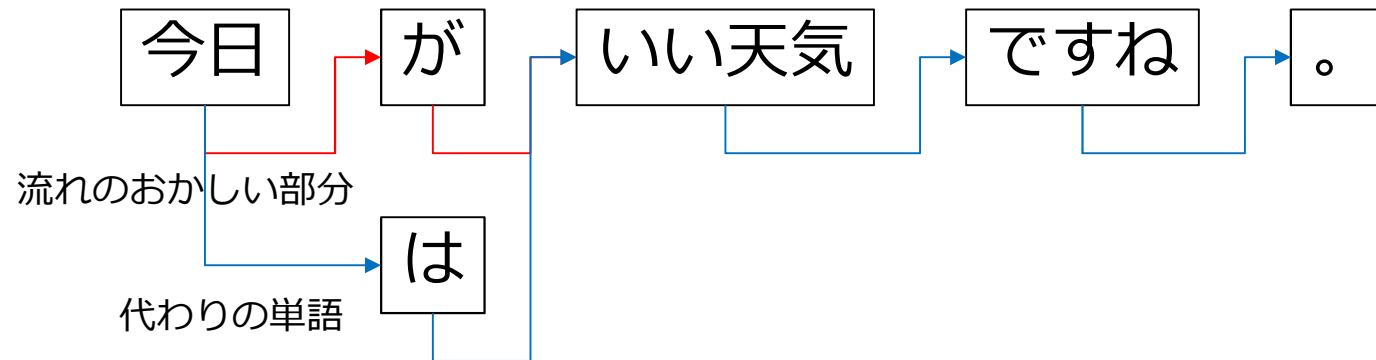 今日 が いい天気 ですね 。
流れのおかしい部分
は
代わりの単語